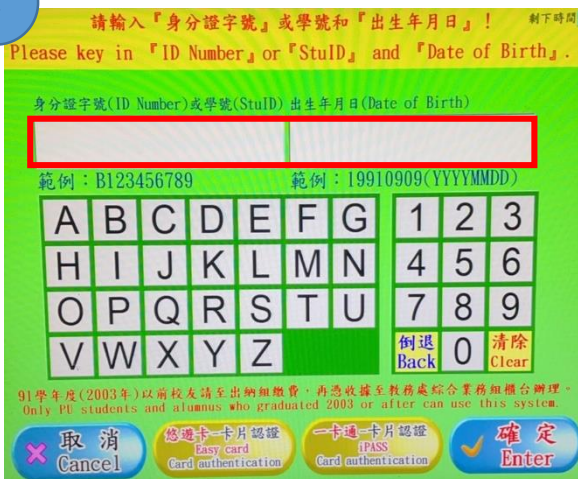 請輸入『身分證字號』或學號和『出生年月日』!
剩下時間
Please key in『ID Number』or『StuID』 and 『Date of Birth』.
身分證字號(ID Number)或學號(StuID) 出生年月日(Date of Birth)
範例：B123456789 範例：19910909(YYYYMMDD)
A B C D E F G 1 2 3
H I J K L M N 4 5 6
O P Q R S T U 7 8 9
V W X Y Z 倒退 0 清除
Back Clear
91學年度(2003年)以前校友請至出納組繳費，再憑收據至教務處綜合業務組櫃台辦理。
Only PU students and alumnus who graduated 2003 or after can use this system.
取 消 悠遊卡-卡片認證 一卡通-卡片認證 確 定
Cancel Easy card iPASS Enter
Card authentication Card authentication